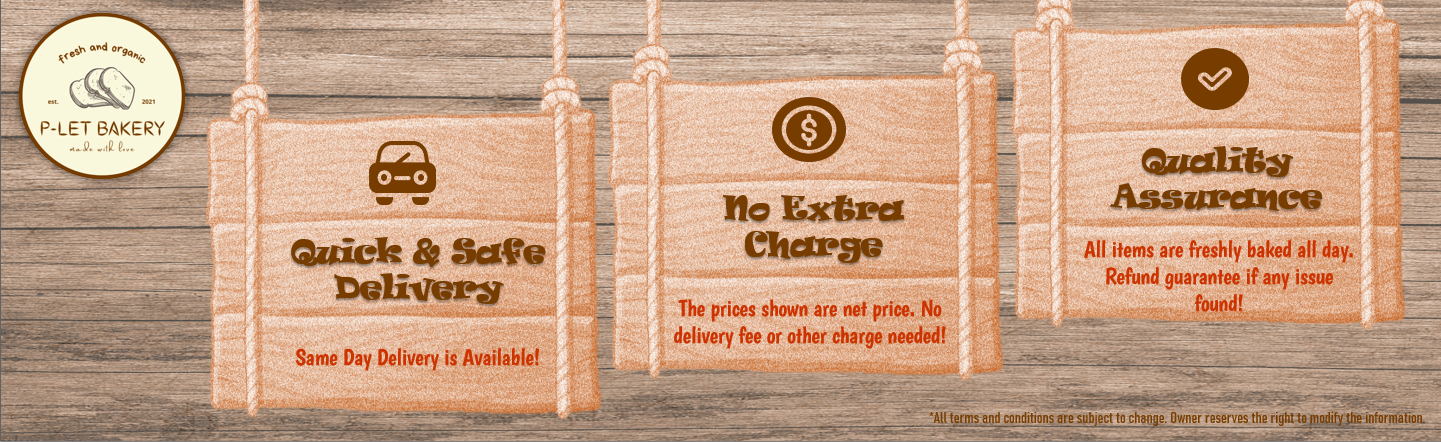 fresh and organic
est. 2021
P-LET BAKERY
made with love
Quick & Safe
Delivery
Same Day Delivery is Available!
No Extra
Charge
The prices shown are net price. No
delivery fee or other charge needed!
Quality
Assurance
All items are freshly baked all day.
Refund guarantee if any issue
found!
*All terms and conditions are subject to change. Owner reserves the right to modify the information.